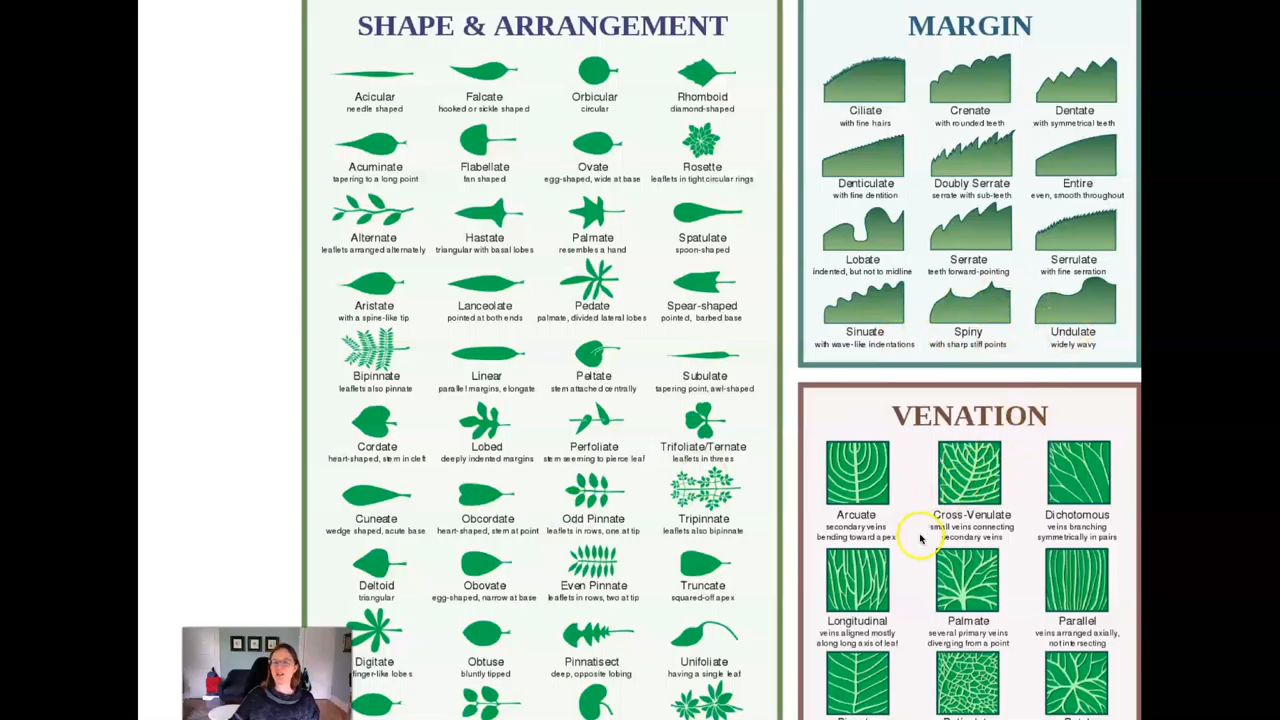 SHAPE & ARRANGEMENT
Acicular
needle shaped
Falcate
hooked or sickle shaped
Orbicular
circular
Rhomboid
diamond-shaped
Acuminate
tapering to a long point
Flabellate
fan shaped
Ovate
egg-shaped, wide at base
Rosette
leaflets in tight circular rings
Alternate
leaflets arranged alternately
Hastate
triangular with basal lobes
Palmate
resembles a hand
Spatulate
spoon-shaped
Aristate
with a spine-like tip
Lanceolate
pointed at both ends
Pedate
palmate, divided lateral lobes
Spear-shaped
pointed, barbed base
Bipinnate
leaflets also pinnate
Linear
parallel margins, elongate
Peltate
stem attached centrally
Subulate
tapering point, awl-shaped
Cordate
heart-shaped, stem in cleft
Lobed
deeply indented margins
Perfoliate
stem seeming to pierce leaf
Trifoliate/Ternate
leaflets in threes
Cuneate
wedge shaped, acute base
Obcordate
heart-shaped, stem at point
Odd Pinnate
leaflets in rows, one at tip
Tripinnate
leaflets also bipinnate
Deltoid
triangular
Obovate
egg-shaped, narrow at base
Even Pinnate
leaflets in rows, two at tip
Truncate
squared-off apex
Digitate
finger-like lobes
Obtuse
bluntly tipped
Pinnatisect
deep, opposite lobing
Unifoliate
having a single leaf
MARGIN
Ciliate
with fine hairs
Crenate
with rounded teeth
Dentate
with symmetrical teeth
Denticulate
with fine dentition
Doubly Serrate
serrate with sub-teeth
Entire
even, smooth throughout
Lobate
indented, but not to midline
Serrate
teeth forward-pointing
Serrulate
with fine serration
Sinuate
with wave-like indentations
Spiny
with sharp stiff points
Undulate
widely wavy
VENATION
Arcuate
secondary veins
bending toward apex
Cross-Venulate
small veins connecting
secondary veins
Dichotomous
veins branching
symmetrically in pairs
Longitudinal
veins aligned mostly
along long axis of leaf
Palmate
several primary veins
diverging from a point
Parallel
veins arranged axially,
not intersecting